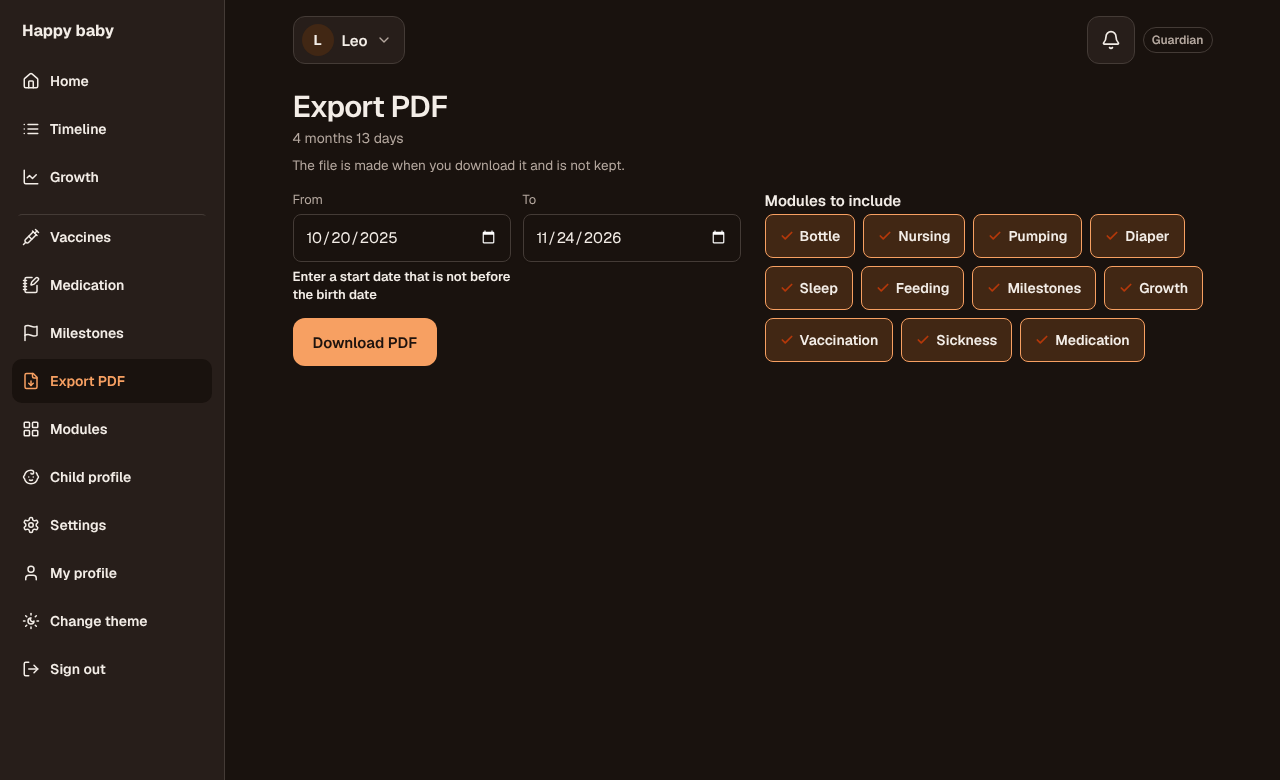 Happy baby
Home
Timeline
Growth
Vaccines
Medication
Milestones
Export PDF
Modules
Child profile
Settings
My profile
Change theme
Sign out
L Leo
Guardian
Export PDF
4 months 13 days
The file is made when you download it and is not kept.
From
10/20/2025
Enter a start date that is not before
the birth date
To
11/24/2026
Download PDF
Modules to include
Bottle Nursing Pumping Diaper
Sleep Feeding Milestones Growth
Vaccination Sickness Medication